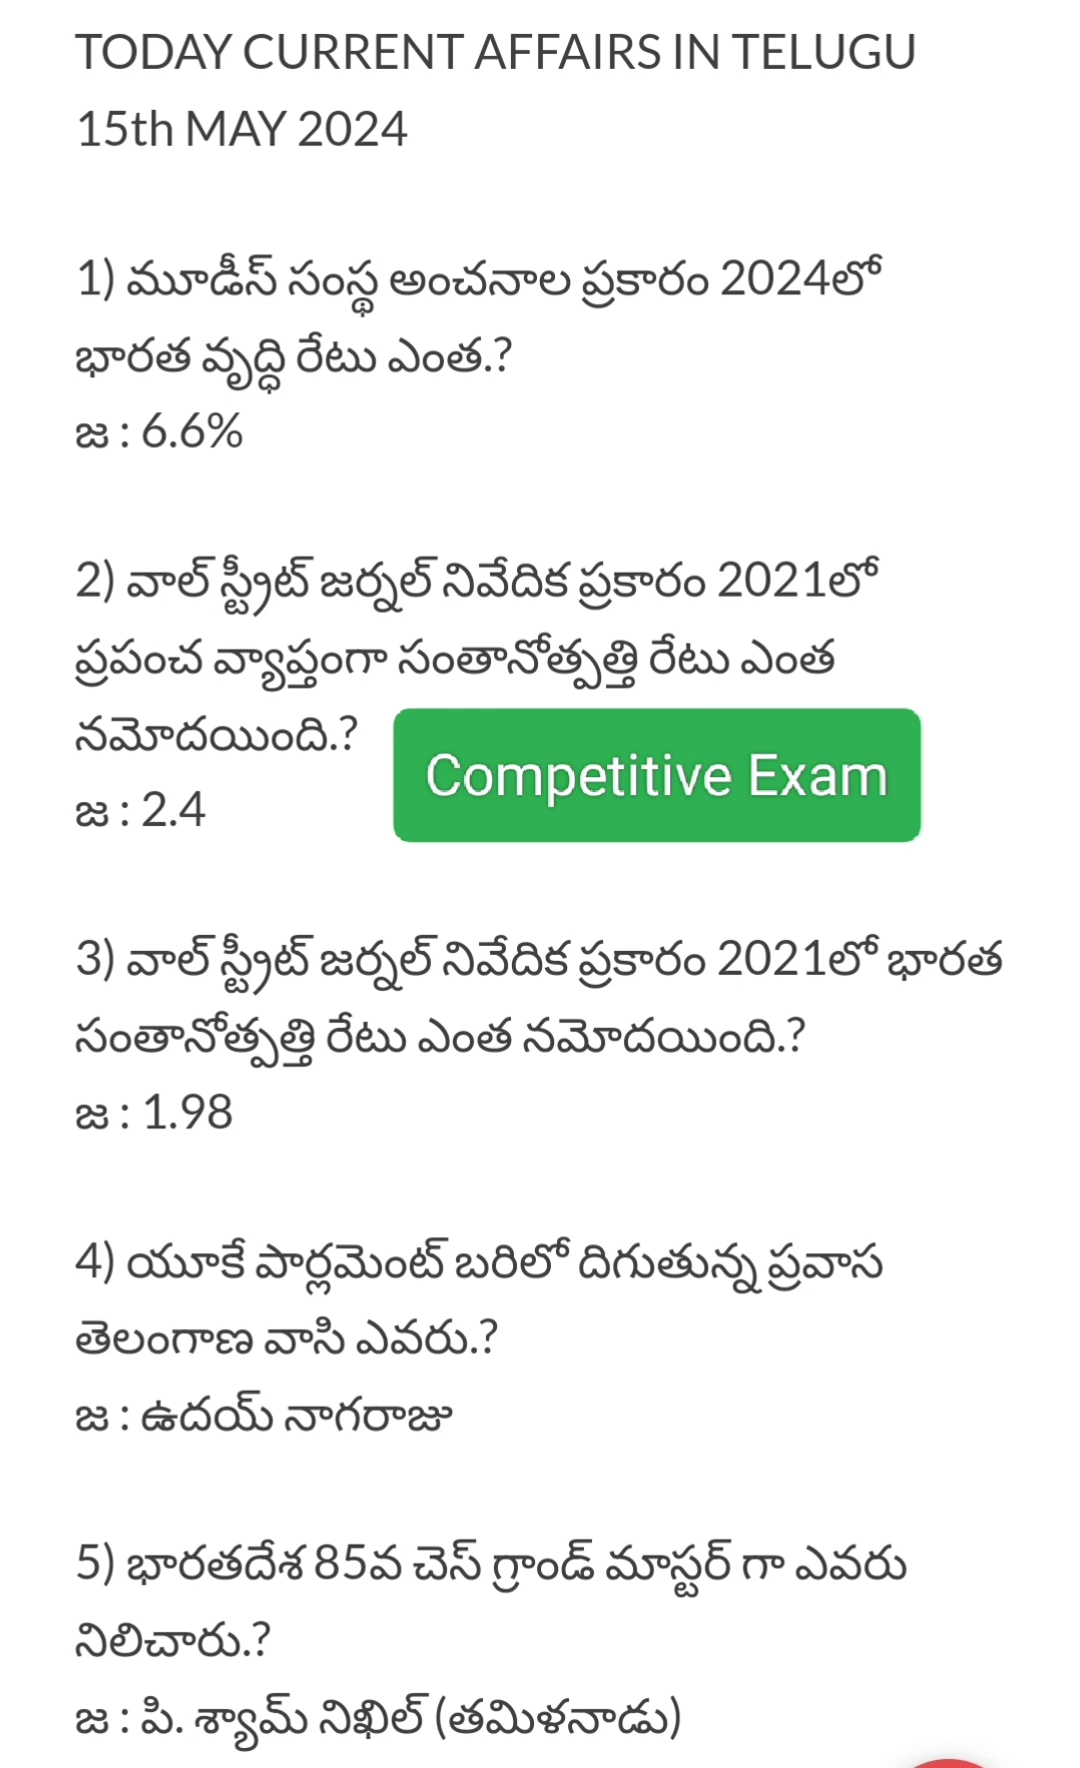 TODAY CURRENT AFFAIRS IN TELUGU
15th MAY 2024
1) మూడీస్ సంస్థ అంచనాల ప్రకారం 2024లో
భారత వృద్ధి రేటు ఎంత.?
జ : 6.6%
2) వాల్ స్ట్రీట్ జర్నల్ నివేదిక ప్రకారం 2021లో
ప్రపంచ వ్యాప్తంగా సంతానోత్పత్తి రేటు ఎంత
నమోదయింది.?
జ : 2.4
Competitive Exam
3) వాల్ స్ట్రీట్ జర్నల్ నివేదిక ప్రకారం 2021లో భారత
సంతానోత్పత్తి రేటు ఎంత నమోదయింది.?
జ : 1.98
4) యూకే పార్లమెంట్ బరిలో దిగుతున్న ప్రవాస
తెలంగాణ వాసి ఎవరు.?
జ : ఉదయ్ నాగరాజు
5) భారతదేశ 85వ చెస్ గ్రాండ్ మాస్టర్ గా ఎవరు
నిలిచారు.?
జ : పి. శ్యామ్ నిఖిల్ (తమిళనాడు)